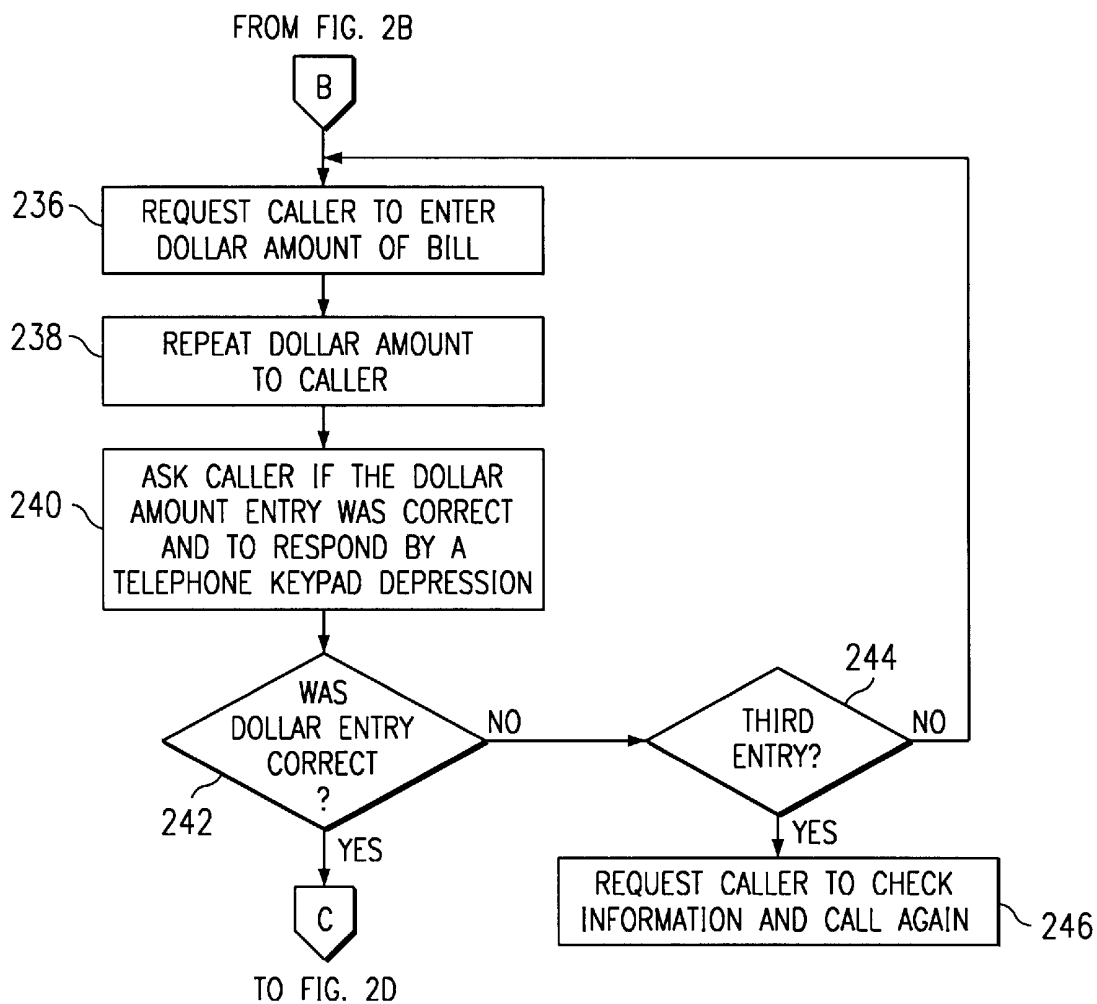 FROM FIG. 2B
B
236
REQUEST CALLER TO ENTER
DOLLAR AMOUNT OF BILL
238
REPEAT DOLLAR AMOUNT
TO CALLER
240
ASK CALLER IF THE DOLLAR
AMOUNT ENTRY WAS CORRECT
AND TO RESPOND BY A
TELEPHONE KEYPAD DEPRESSION
WAS
DOLLAR ENTRY
CORRECT
?
242
NO
YES
244
THIRD
ENTRY?
NO
YES
REQUEST CALLER TO CHECK
INFORMATION AND CALL AGAIN
246
C
TO FIG. 2D